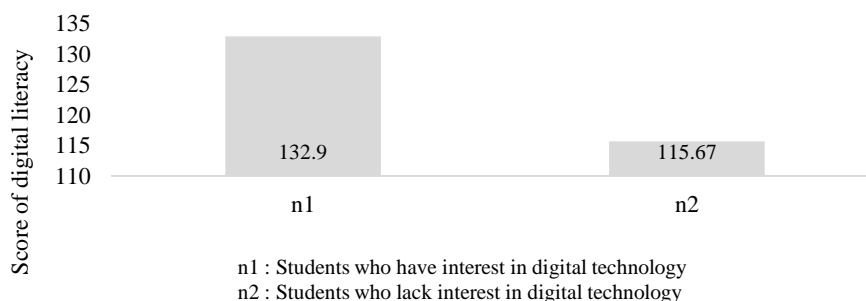 Score of digital literacy
135
130
125
120
115
110
132.9
115.67
n1
n2
n1 : Students who have interest in digital technology
n2 : Students who lack interest in digital technology